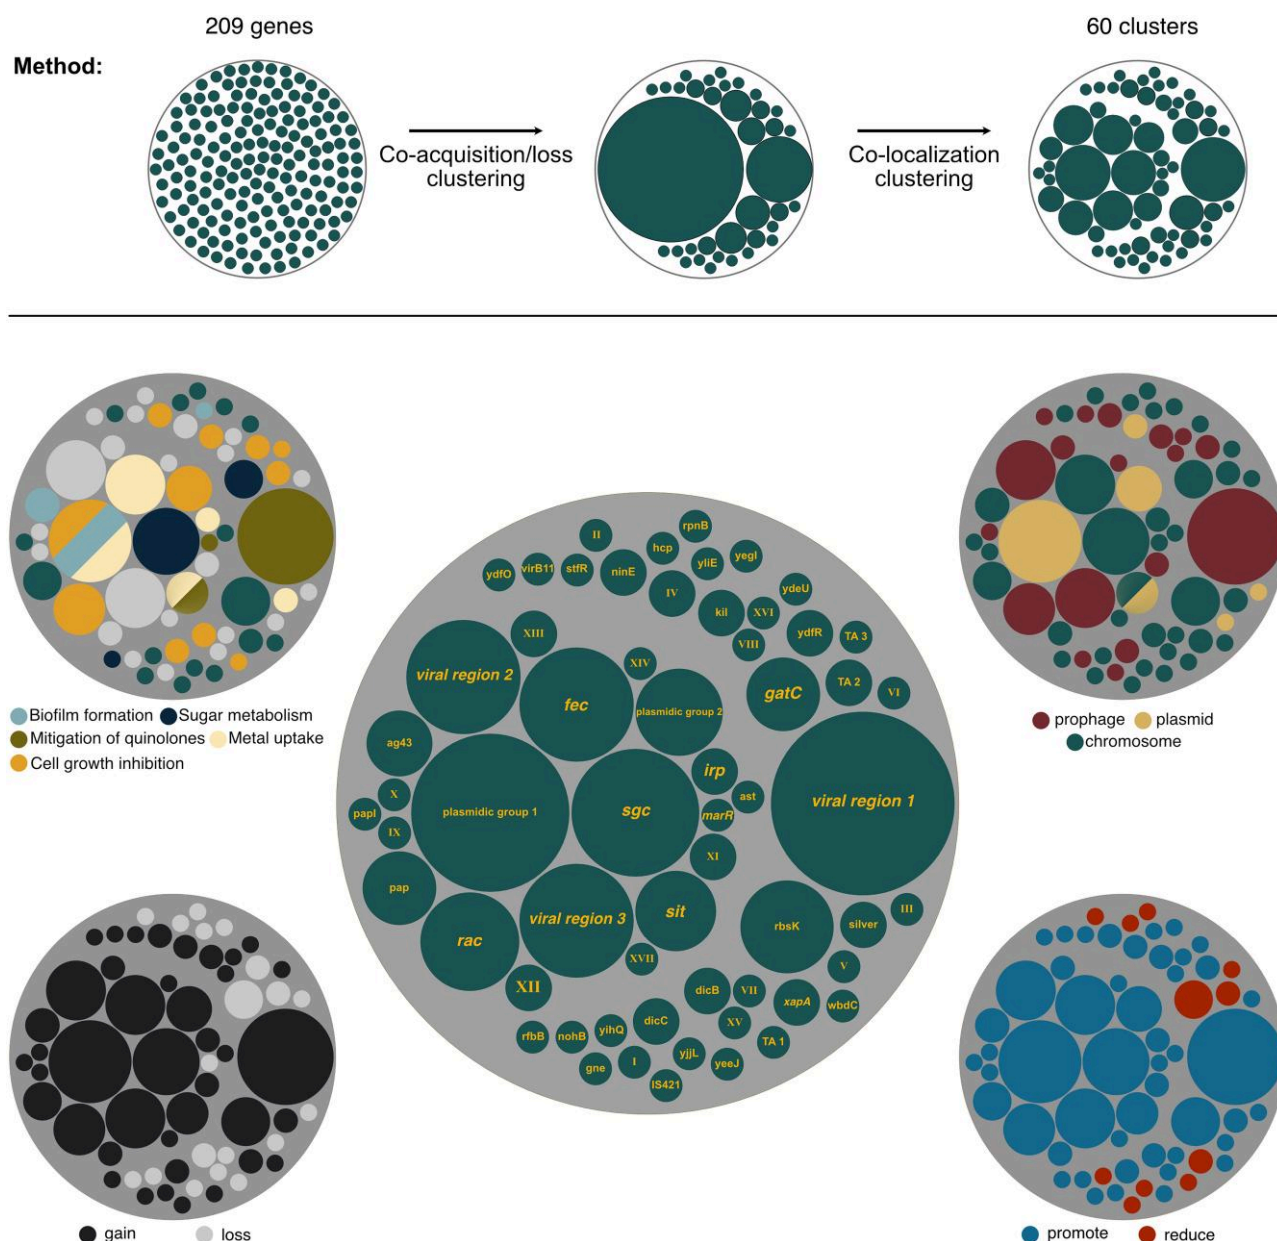 209 genes
60 clusters
Method:
Co-acquisition/loss
clustering
Co-localization
clustering
Biofilm formation
Sugar metabolism
Mitigation of quinolones
Metal uptake
Cell growth inhibition
prophage
plasmid
chromosome
rpnB
II
hcp
yliE
yegI
ydfO
virB11
stfR
ninE
IV
ydeU
kil
XVI
XIII
VIII
ydfR
TA 3
viral region 2
XIV
fec
plasmidic group 2
gatC
TA 2
VI
ag43
irp
X
ast
papI
plasmidic group 1
sgc
marR
viral region 1
IX
XI
pap
viral region 3
sit
rbsK
silver
III
rac
XVII
V
XII
dicB
VII
xapA
wbdC
rfbB
nohB
yihQ
dicC
XV
TA 1
gne
I
yjjL
yeeJ
IS421
gain
loss
promote
reduce